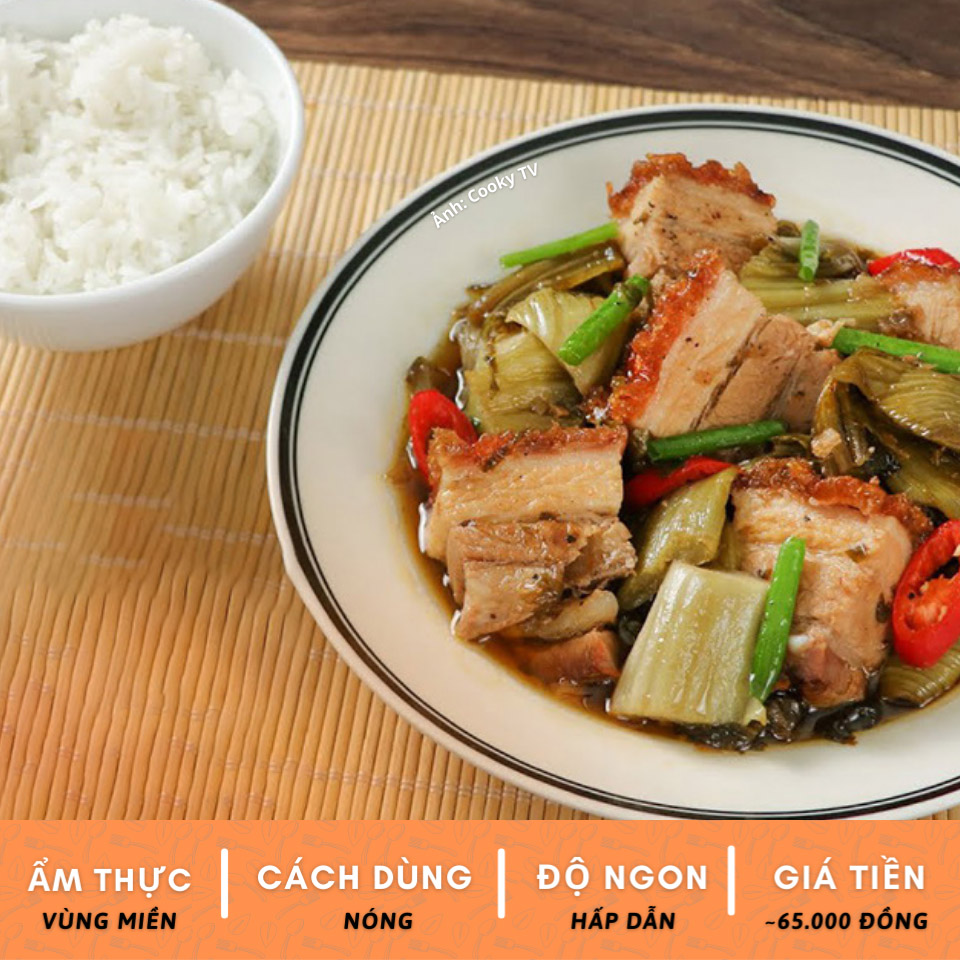 Ảnh: Cooky TV
ẨM THỰC
VÙNG MIỀN
CÁCH DÙNG
NÓNG
ĐỘ NGON
HẤP DẪN
GIÁ TIỀN
~65.000 ĐỒNG